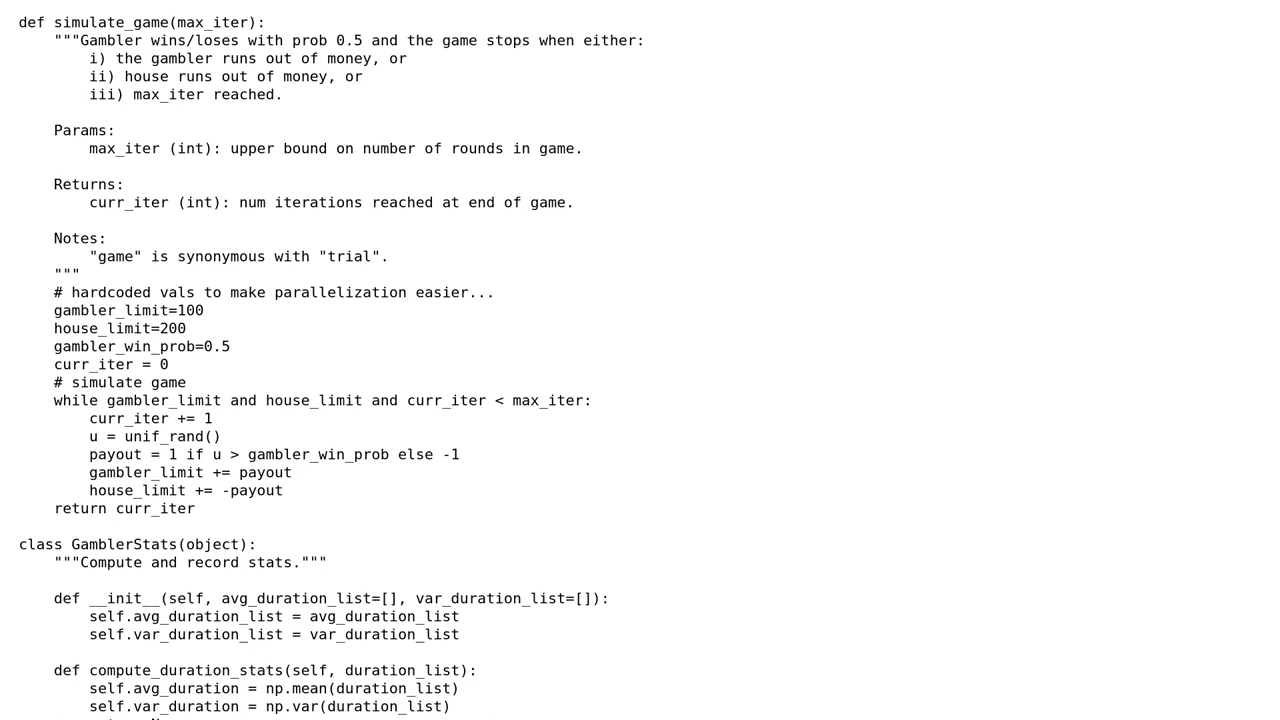 def simulate_game(max_iter):
    """Gambler wins/loses with prob 0.5 and the game stops when either:
        i) the gambler runs out of money, or
        ii) house runs out of money, or
        iii) max_iter reached.

    Params:
        max_iter (int): upper bound on number of rounds in game.

    Returns:
        curr_iter (int): num iterations reached at end of game.

    Notes:
        "game" is synonymous with "trial".
    """
    # hardcoded vals to make parallelization easier...
    gambler_limit=100
    house_limit=200
    gambler_win_prob=0.5
    curr_iter = 0
    # simulate game
    while gambler_limit and house_limit and curr_iter < max_iter:
        curr_iter += 1
        u = unif_rand()
        payout = 1 if u > gambler_win_prob else -1
        gambler_limit += payout
        house_limit += -payout
    return curr_iter

class GamblerStats(object):
    """Compute and record stats."""

    def __init__(self, avg_duration_list=[], var_duration_list=[]):
        self.avg_duration_list = avg_duration_list
        self.var_duration_list = var_duration_list

    def compute_duration_stats(self, duration_list):
        self.avg_duration = np.mean(duration_list)
        self.var_duration = np.var(duration_list)